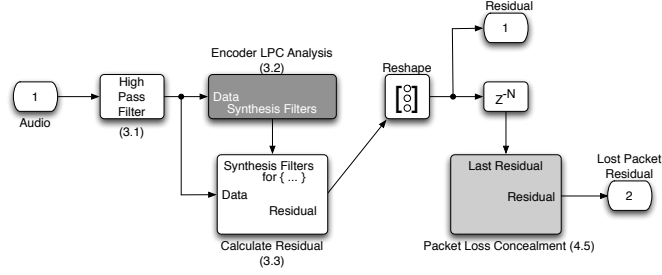 Residual
1
Encoder LPC Analysis
(3.2)
Reshape
High
Pass
Filter
1
Audio
(3.1)
Data
Synthesis Filters
Z-N
Synthesis Filters
for { ... }
Data
Residual
Calculate Residual
(3.3)
Last Residual
Residual
Packet Loss Concealment (4.5)
Lost Packet
Residual
2